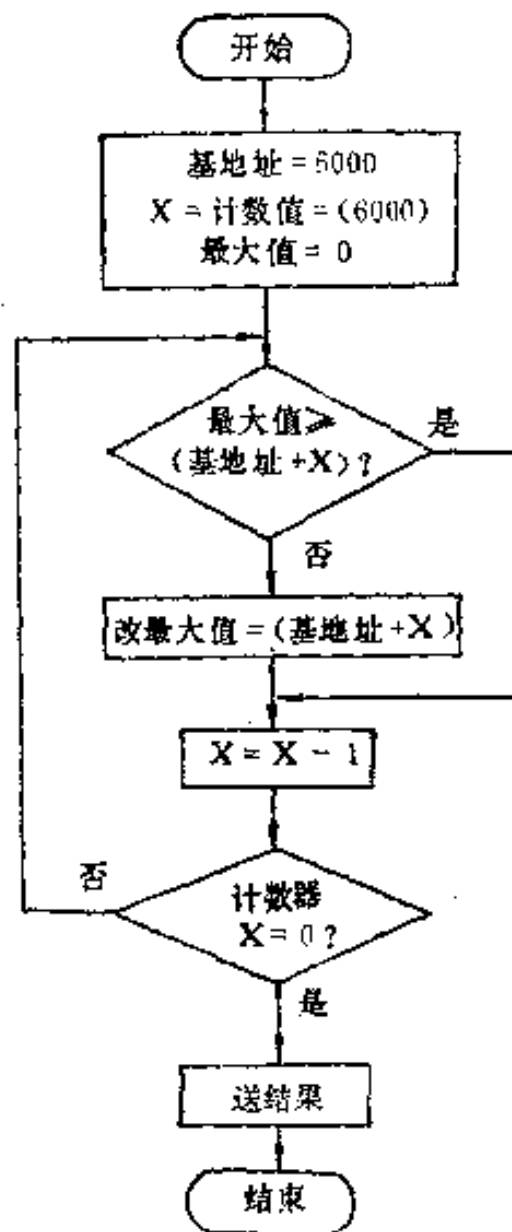 开始
基地址=6000
X=计数值=(6000)
最大值=0
最大值≥
(基地址+X)?
是
否
改最大值=(基地址+X)
X=X-1
否
计数器
X=0?
是
送结果
结束